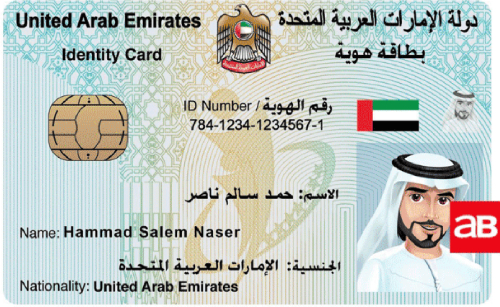 United Arab Emirates
دولة الإمارات العربية المتحدة
Identity Card
بطاقة هوية
ID Number / رقم الهوية
784-1234-1234567-1
الاسم: حمد سالم ناصر
Name: Hammad Salem Naser
الجنسية: الإمارات العربية المتحدة
Nationality: United Arab Emirates
aB